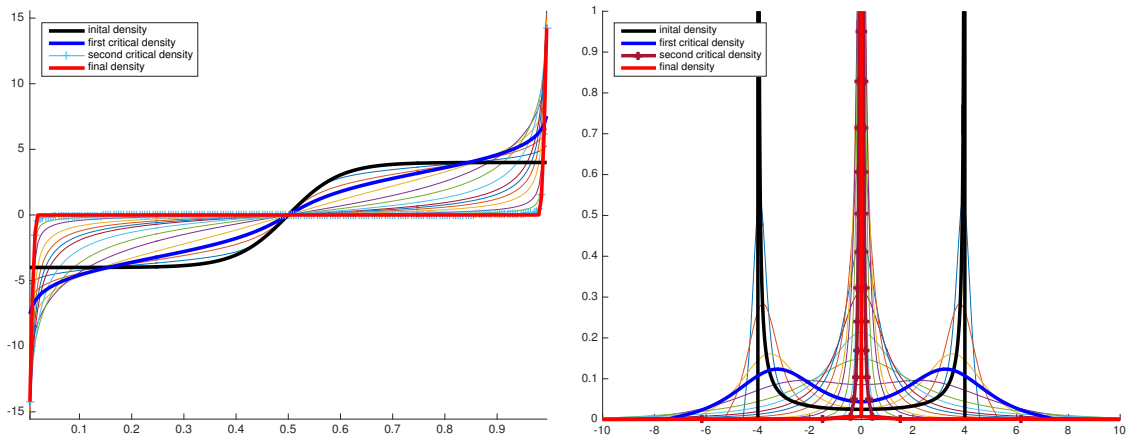 15
10
5
0
-5
-10
-15
0.1 0.2 0.3 0.4 0.5 0.6 0.7 0.8 0.9
inital density
first critical density
second critical density
final density
1
0.9
0.8
0.7
0.6
0.5
0.4
0.3
0.2
0.1
0
-10 -8 -6 -4 -2 0 2 4 6 8 10
inital density
first critical density
second critical density
final density